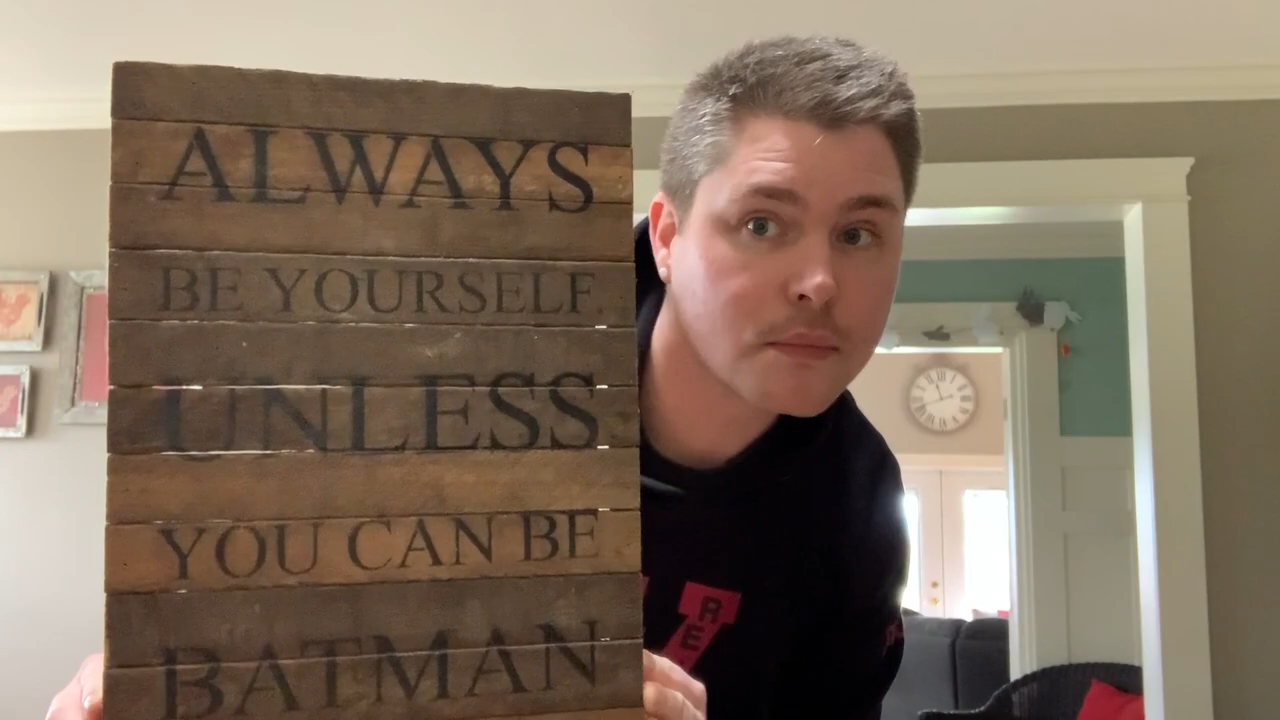 ALWAYS
BE YOURSELF.
UNLESS
YOU CAN BE
BATMAN